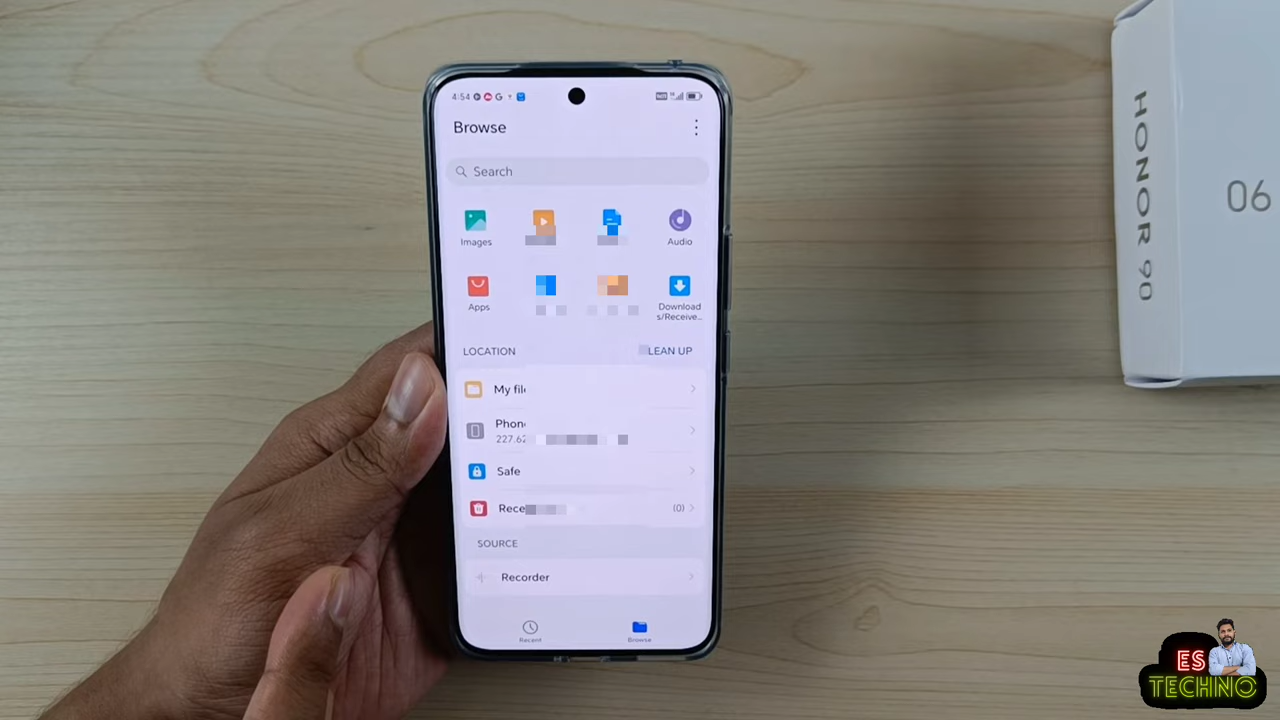 4:54
Browse
Search
Images
Audio
Apps
Download
s/Receive...
LOCATION
LEAN UP
My file
Phon
227.62
Safe
Rece
(0)
SOURCE
Recorder
Recent
Browse
HONOR 90
06
ES
TECHNO